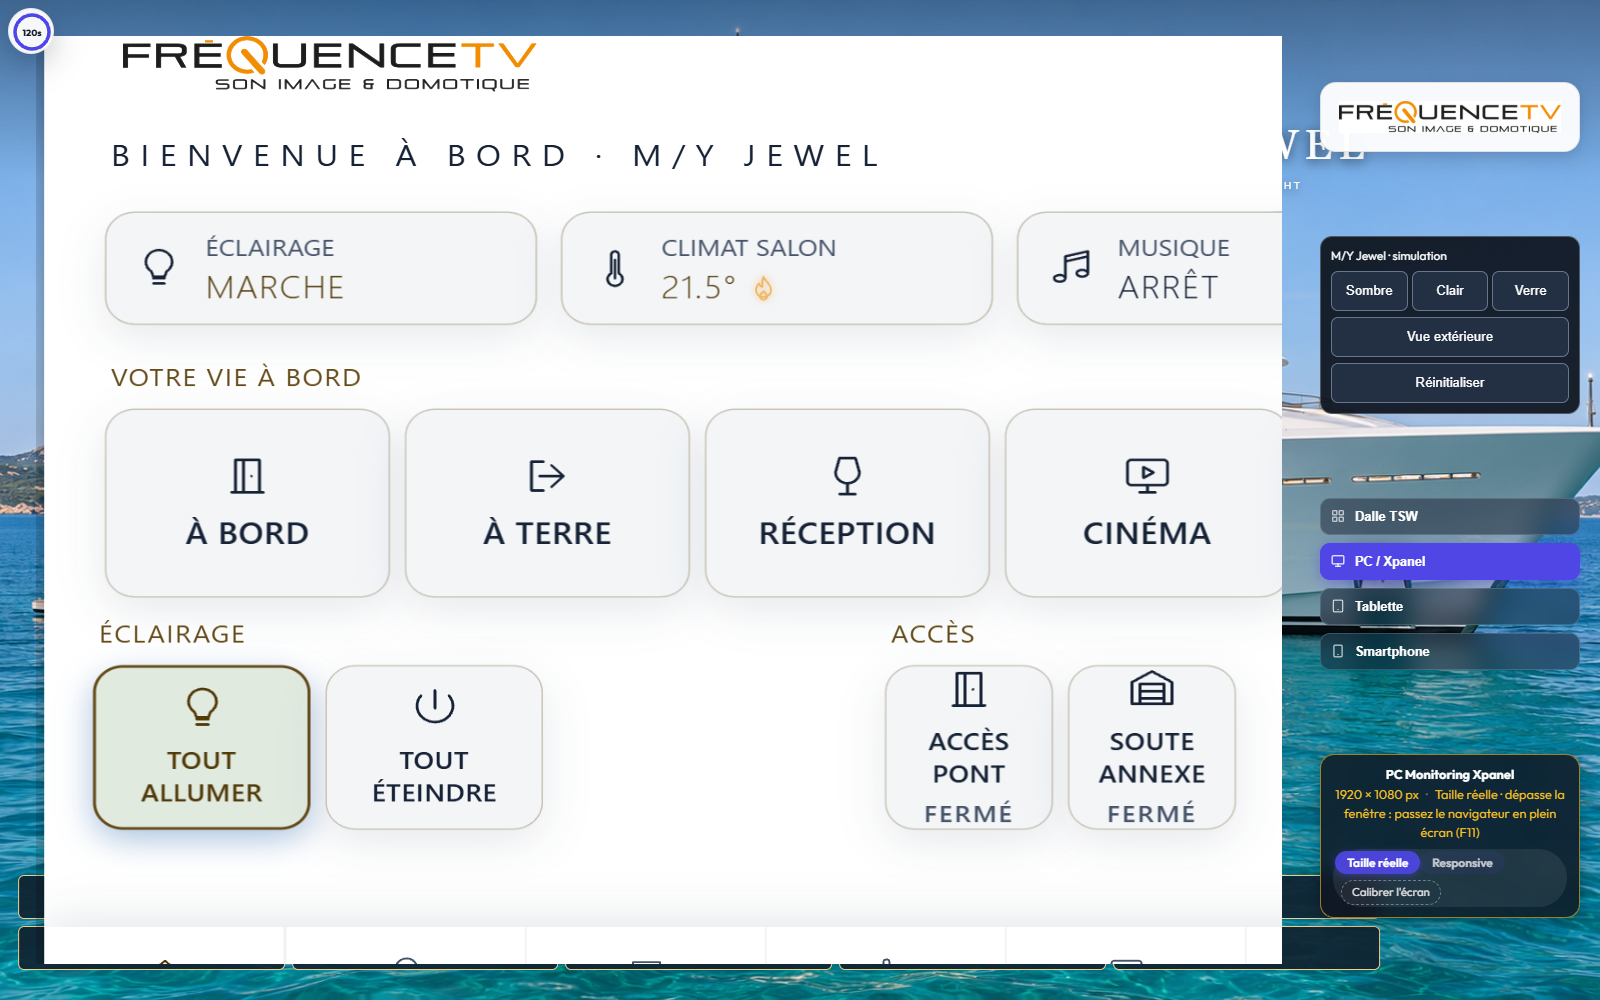 120s
FRÉQUENCETV
SON IMAGE & DOMOTIQUE
BIENVENUE À BORD · M/Y JEWEL
ÉCLAIRAGE
MARCHE
CLIMAT SALON
21.5°
MUSIQUE
ARRÊT
VOTRE VIE À BORD
À BORD
À TERRE
RÉCEPTION
CINÉMA
ÉCLAIRAGE
ACCÈS
TOUT
ALLUMER
TOUT
ÉTEINDRE
ACCÈS
PONT
FERMÉ
SOUTE
ANNEXE
FERMÉ
FRÉQUENCETV
SON IMAGE & DOMOTIQUE
M/Y Jewel · simulation
Sombre
Clair
Verre
Vue extérieure
Réinitialiser
Dalle TSW
PC / Xpanel
Tablette
Smartphone
PC Monitoring Xpanel
1920 × 1080 px · Taille réelle · dépasse la
fenêtre : passez le navigateur en plein
écran (F11)
Taille réelle
Responsive
Calibrer l'écran